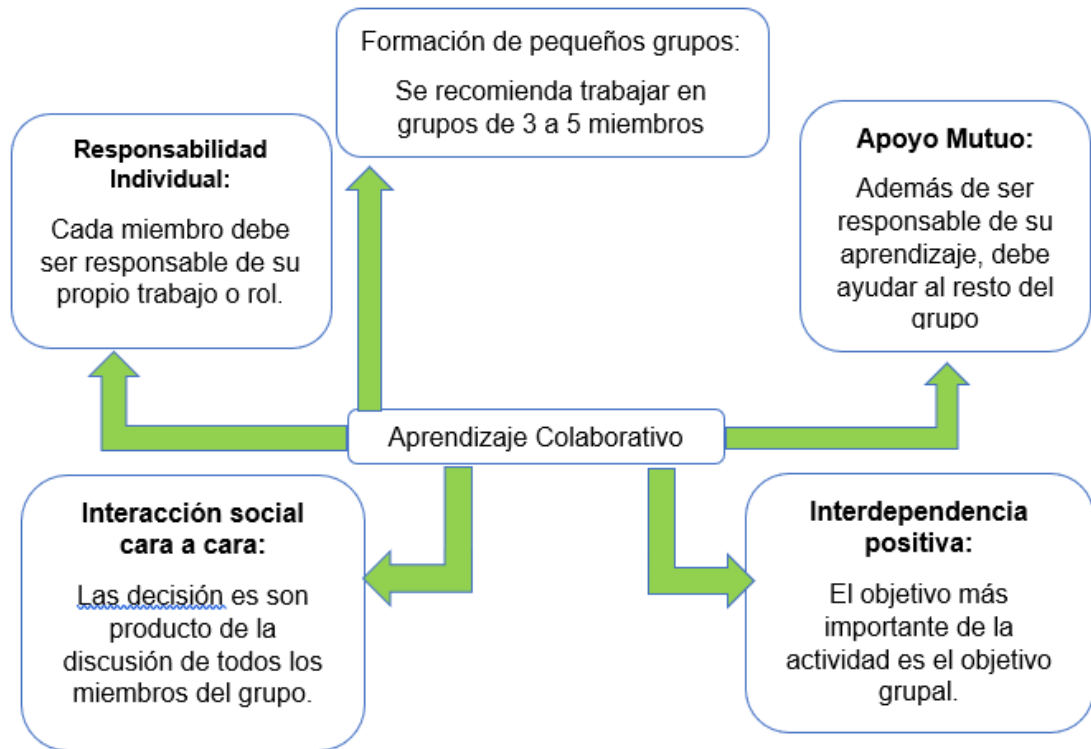 Formación de pequeños grupos:
Se recomienda trabajar en
grupos de 3 a 5 miembros
Responsabilidad
Individual:
Cada miembro debe
ser responsable de su
propio trabajo o rol.
Apoyo Mutuo:
Además de ser
responsable de su
aprendizaje, debe
ayudar al resto del
grupo
Aprendizaje Colaborativo
Interacción social
cara a cara:
Las decisión es son
producto de la
discusión de todos los
miembros del grupo.
Interdependencia
positiva:
El objetivo más
importante de la
actividad es el objetivo
grupal.